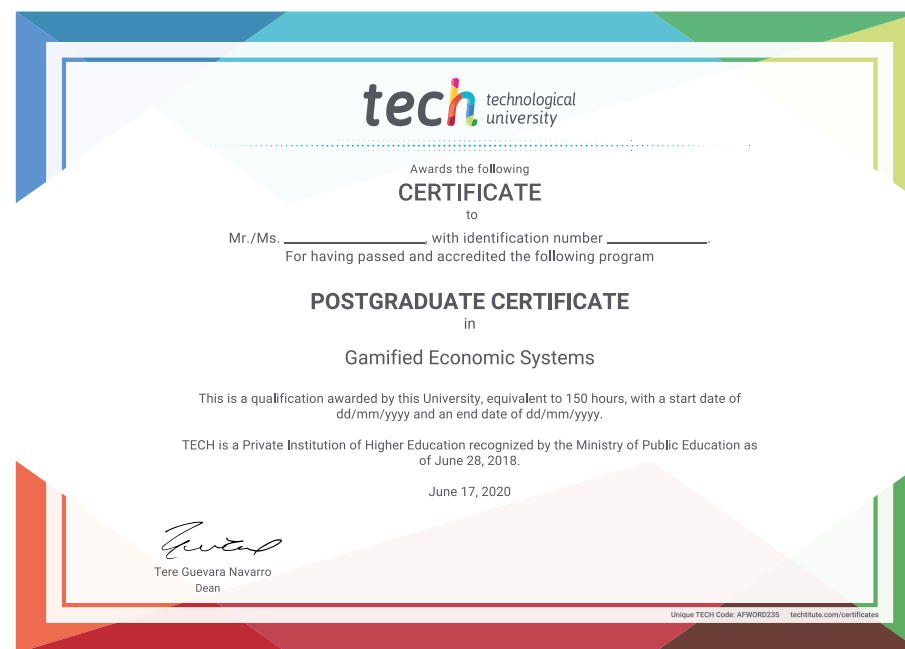 tech technological
university
Awards the following
CERTIFICATE
to
Mr./Ms. ____________________, with identification number ______________.
For having passed and accredited the following program
POSTGRADUATE CERTIFICATE
in
Gamified Economic Systems
This is a qualification awarded by this University, equivalent to 150 hours, with a start date of
dd/mm/yyyy and an end date of dd/mm/yyyy.
TECH is a Private Institution of Higher Education recognized by the Ministry of Public Education as
of June 28, 2018.
June 17, 2020
Tere Guevara Navarro
Dean
Unique TECH Code: AFWORD23S techtitute.com/certificates